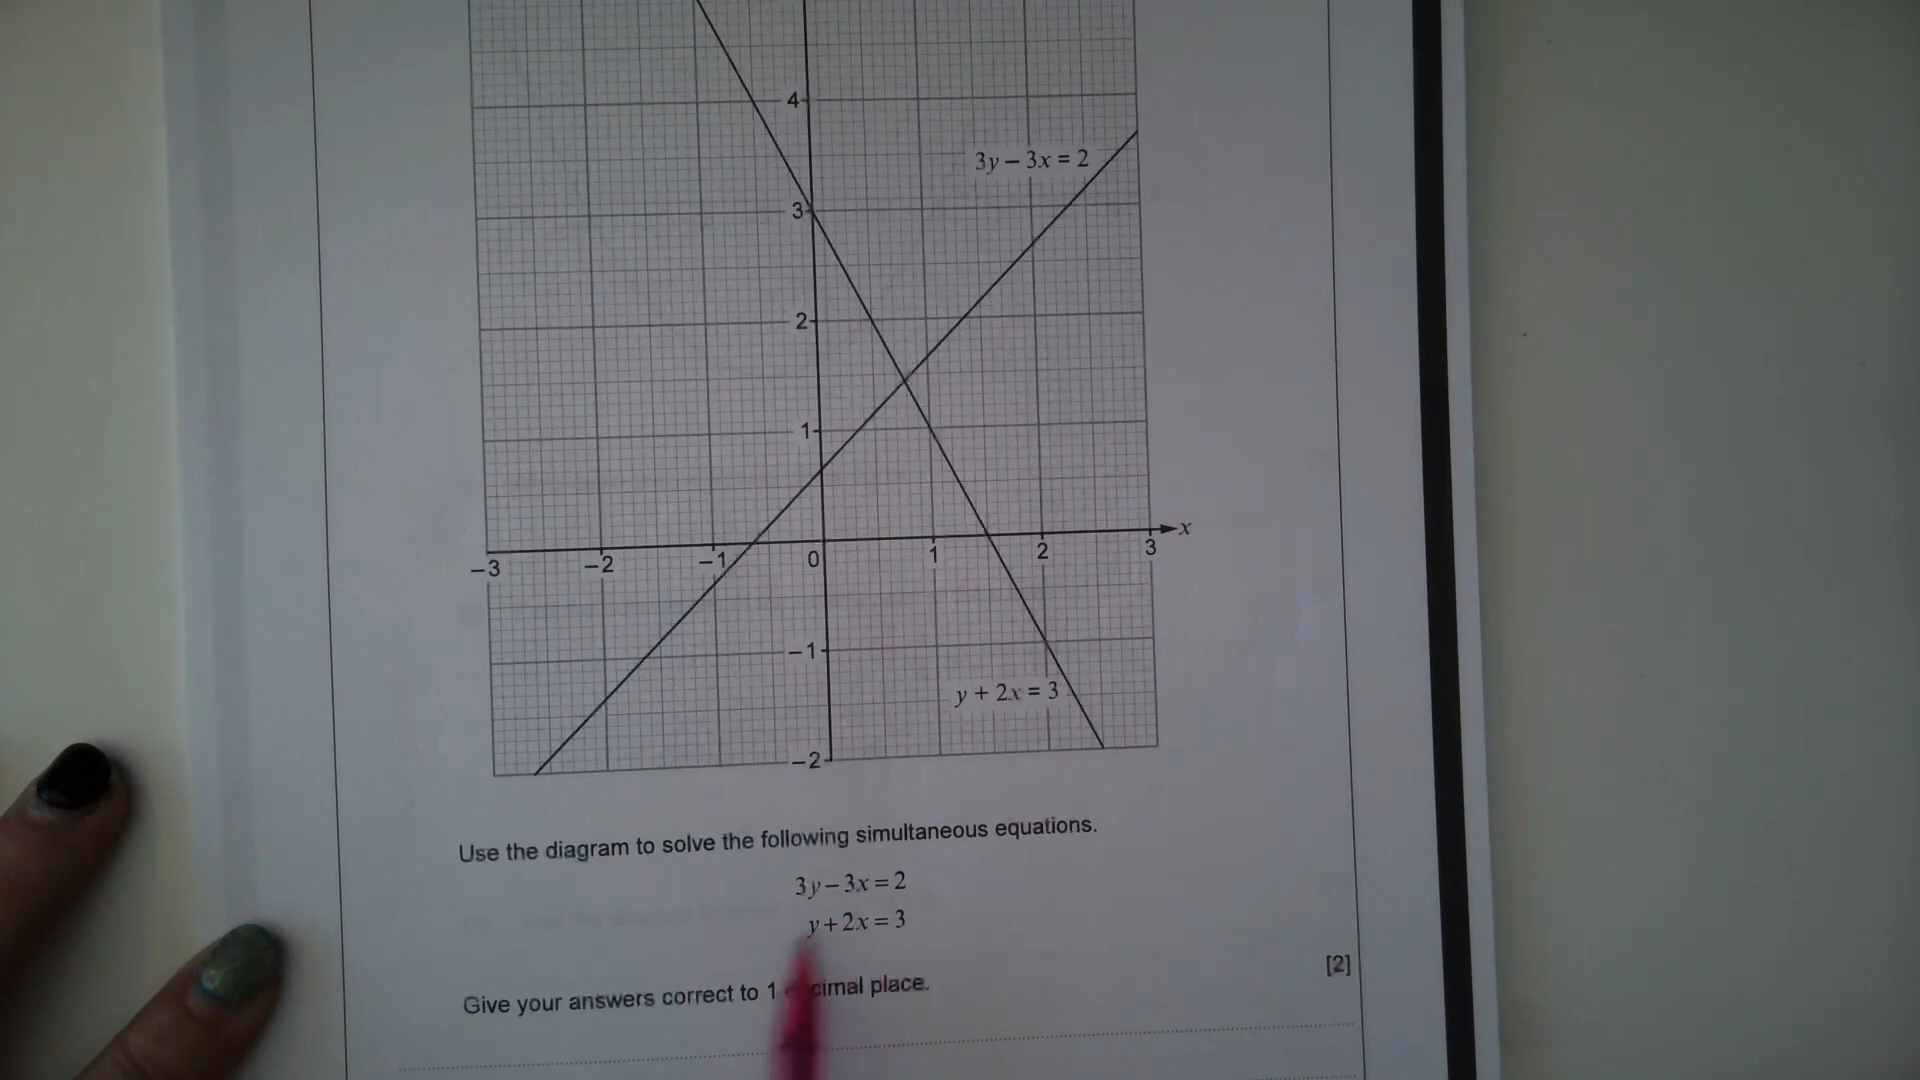 4
3y – 3x = 2
3
2
1
x
–3
–2
–1
0
1
2
3
–1
y + 2x = 3
–2
Use the diagram to solve the following simultaneous equations.
3y – 3x = 2
y + 2x = 3
[2]
Give your answers correct to 1 decimal place.